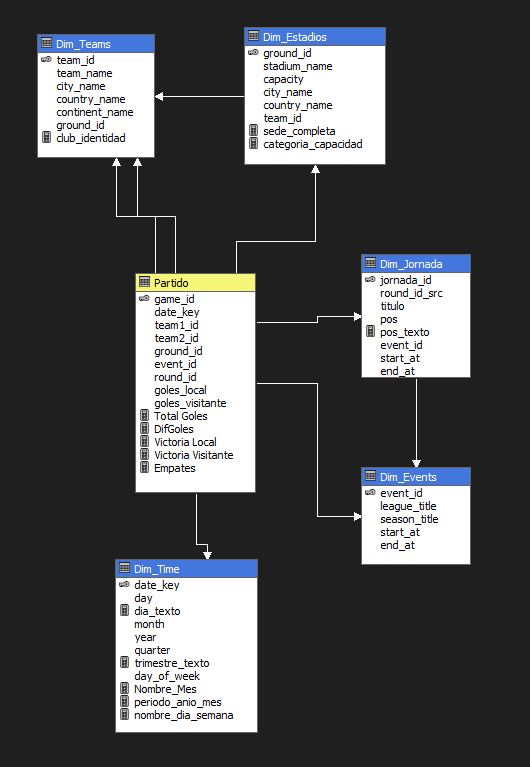 Dim_Teams
team_id
team_name
city_name
country_name
continent_name
ground_id
club_identidad
Dim_Estadios
ground_id
stadium_name
capacity
city_name
country_name
team_id
sede_completa
categoria_capacidad
Partido
game_id
date_key
team1_id
team2_id
ground_id
event_id
round_id
goles_local
goles_visitante
Total Goles
DifGoles
Victoria Local
Victoria Visitante
Empates
Dim_Jornada
jornada_id
round_id_src
titulo
pos
pos_texto
event_id
start_at
end_at
Dim_Events
event_id
league_title
season_title
start_at
end_at
Dim_Time
date_key
day
dia_texto
month
year
quarter
trimestre_texto
day_of_week
Nombre_Mes
periodo_anio_mes
nombre_dia_semana